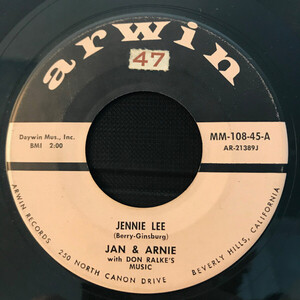 arwin
47
Daywin Mus., Inc.
BMI 2:00
MM-108-45-A
AR-21389J
JENNIE LEE
(Berry-Ginsburg)
JAN & ARNIE
with DON RALKE'S
MUSIC
ARWIN RECORDS
250 NORTH CANON DRIVE
BEVERLY HILLS, CALIFORNIA